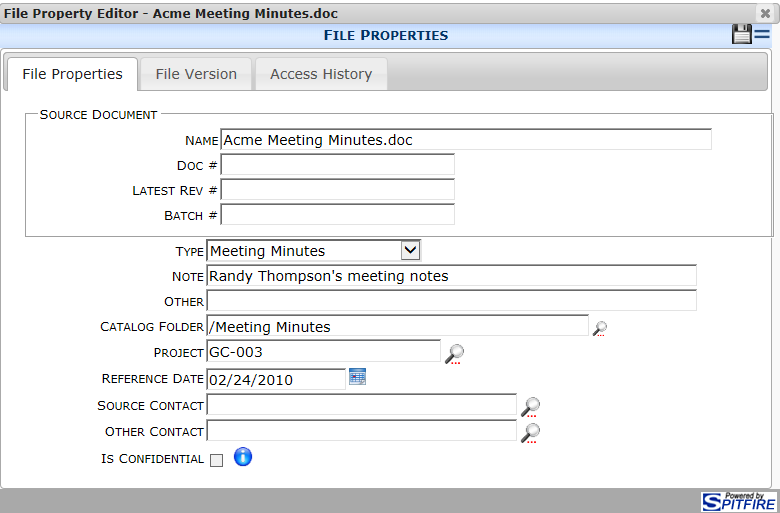 File Property Editor - Acme Meeting Minutes.doc
FILE PROPERTIES
File Properties File Version Access History
SOURCE DOCUMENT
NAME Acme Meeting Minutes.doc
DOC #
LATEST REV #
BATCH #
TYPE Meeting Minutes
NOTE Randy Thompson's meeting notes
OTHER
CATALOG FOLDER /Meeting Minutes
PROJECT GC-003
REFERENCE DATE 02/24/2010
SOURCE CONTACT
OTHER CONTACT
IS CONFIDENTIAL
Powered by
SPITFIRE